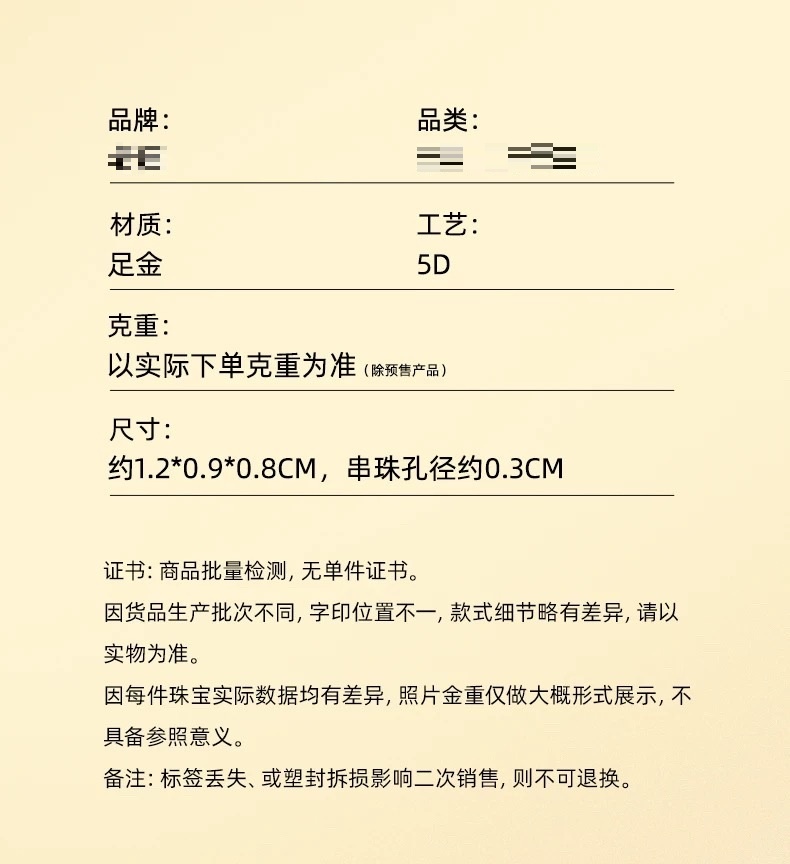 品牌： 品类：
材质： 工艺：
足金 5D
克重：
以实际下单克重为准（除预售产品）
尺寸：
约1.2*0.9*0.8CM，串珠孔径约0.3CM
证书：商品批量检测，无单件证书。
因货品生产批次不同，字印位置不一，款式细节略有差异，请以
实物为准。
因每件珠宝实际数据均有差异，照片金重仅做大概形式展示，不
具备参照意义。
备注：标签丢失、或塑封拆损影响二次销售，则不可退换。